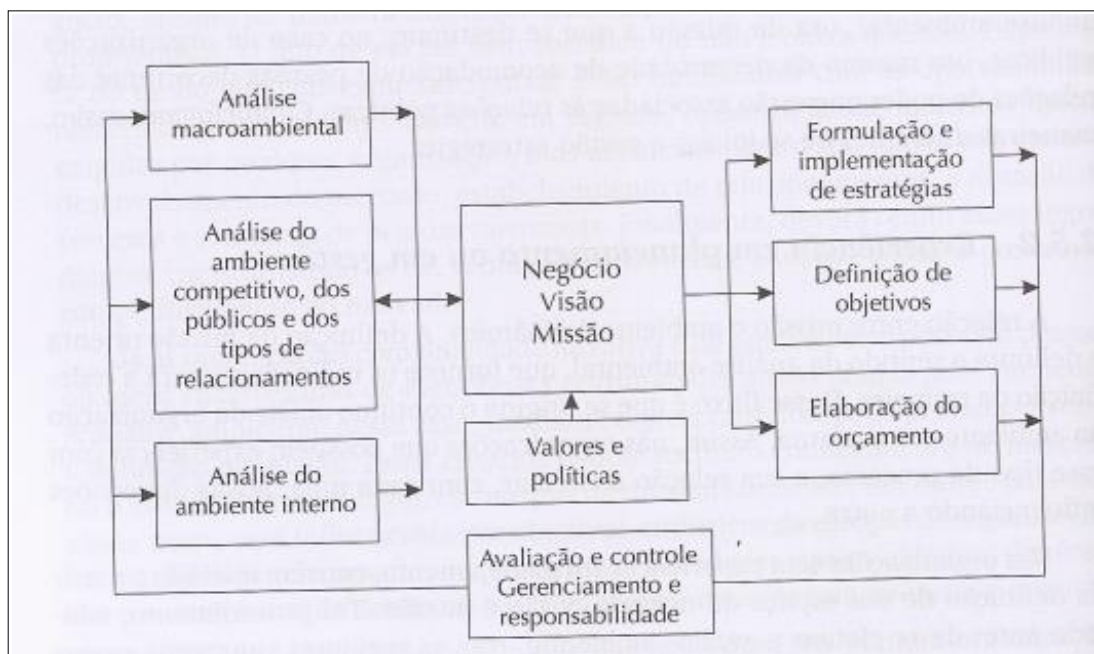 Análise
macroambiental
Análise do
ambiente
competitivo, dos
públicos e dos
tipos de
relacionamentos
Análise do
ambiente interno
Negócio
Visão
Missão
Valores e
políticas
Avaliação e controle
Gerenciamento e
responsabilidade
Formulação e
implementação
de estratégias
Definição de
objetivos
Elaboração do
orçamento